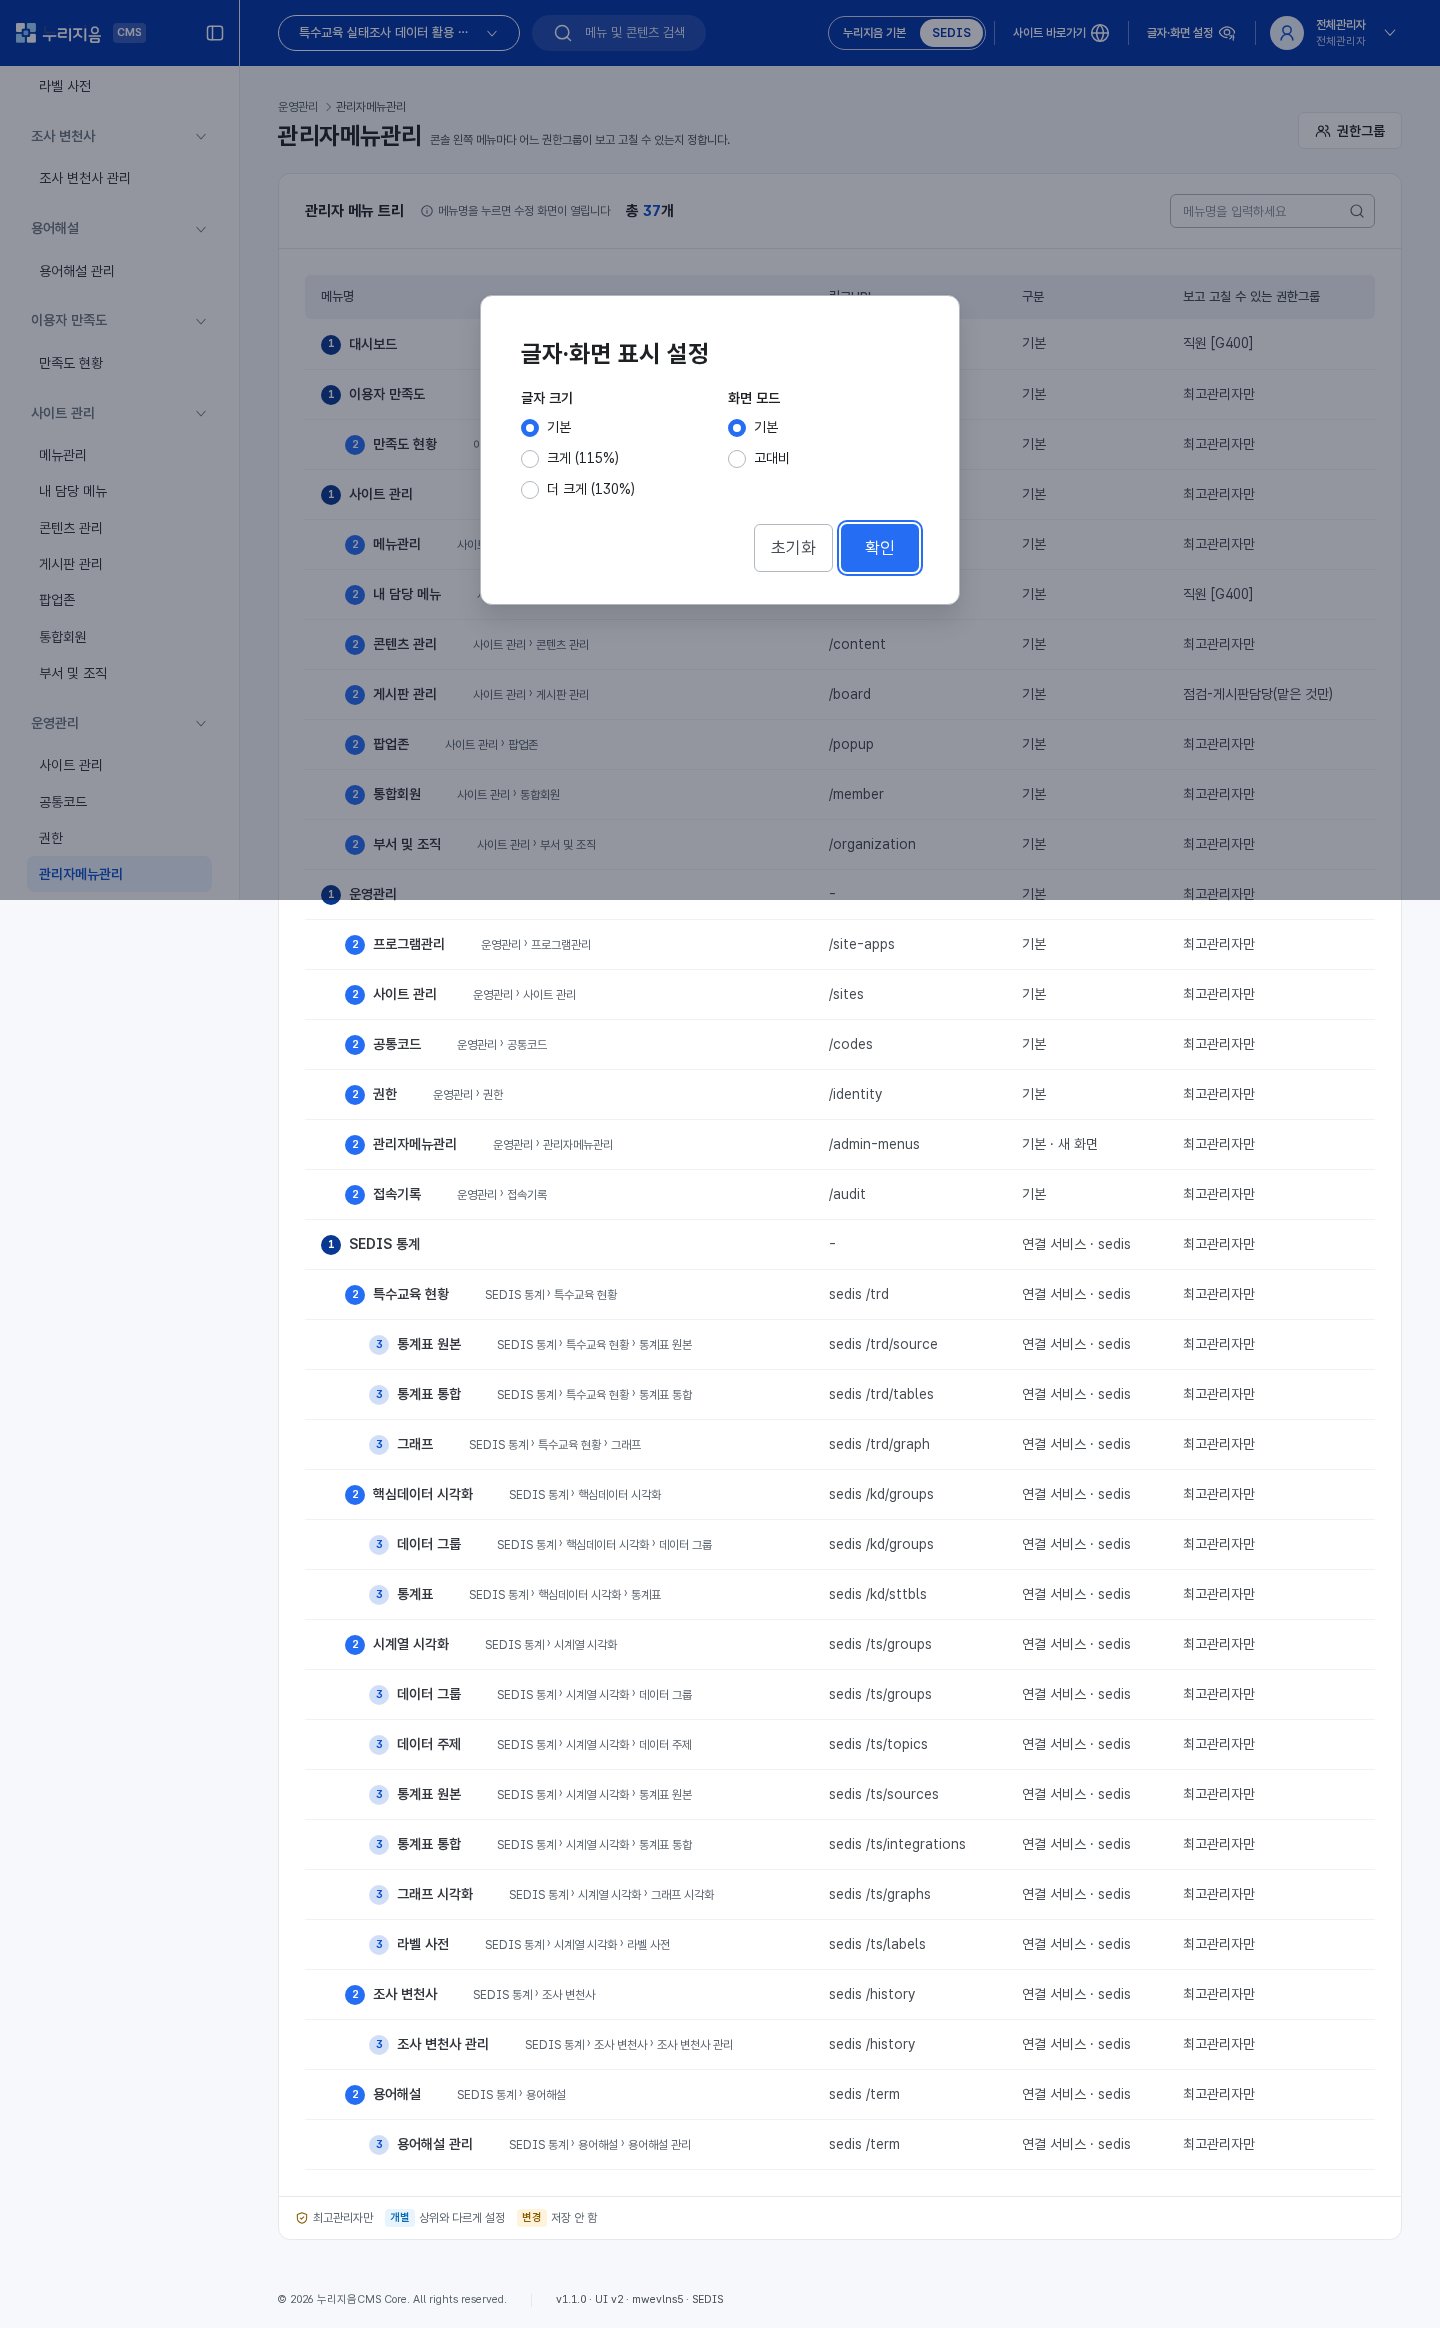 누리지음 CMS
특수교육 실태조사 데이터 활용 ···
메뉴 및 콘텐츠 검색
누리지음 기본 SEDIS
사이트 바로가기
글자·화면 설정
전체관리자
전체관리자
라벨 사전
조사 변천사
조사 변천사 관리
용어해설
용어해설 관리
이용자 만족도
만족도 현황
사이트 관리
메뉴관리
내 담당 메뉴
콘텐츠 관리
게시판 관리
팝업존
통합회원
부서 및 조직
운영관리
사이트 관리
공통코드
권한
관리자메뉴관리
운영관리 > 관리자메뉴관리
관리자메뉴관리 콘솔 왼쪽 메뉴마다 어느 권한그룹이 보고 고칠 수 있는지 정합니다.
권한그룹
관리자 메뉴 트리 메뉴명을 누르면 수정 화면이 열립니다 총 37개
메뉴명을 입력하세요
메뉴명 구분 보고 고칠 수 있는 권한그룹
1 대시보드 기본 직원 [G400]
1 이용자 만족도 기본 최고관리자만
2 만족도 현황 기본 최고관리자만
1 사이트 관리 기본 최고관리자만
2 메뉴관리 기본 최고관리자만
2 내 담당 메뉴 기본 직원 [G400]
글자·화면 표시 설정
글자 크기
기본
크게 (115%)
더 크게 (130%)
화면 모드
기본
고대비
초기화 확인
2 콘텐츠 관리 사이트 관리 › 콘텐츠 관리 /content 기본 최고관리자만
2 게시판 관리 사이트 관리 › 게시판 관리 /board 기본 점검-게시판담당(맡은 것만)
2 팝업존 사이트 관리 › 팝업존 /popup 기본 최고관리자만
2 통합회원 사이트 관리 › 통합회원 /member 기본 최고관리자만
2 부서 및 조직 사이트 관리 › 부서 및 조직 /organization 기본 최고관리자만
1 운영관리 - 기본 최고관리자만
2 프로그램관리 운영관리 › 프로그램관리 /site-apps 기본 최고관리자만
2 사이트 관리 운영관리 › 사이트 관리 /sites 기본 최고관리자만
2 공통코드 운영관리 › 공통코드 /codes 기본 최고관리자만
2 권한 운영관리 › 권한 /identity 기본 최고관리자만
2 관리자메뉴관리 운영관리 › 관리자메뉴관리 /admin-menus 기본 · 새 화면 최고관리자만
2 접속기록 운영관리 › 접속기록 /audit 기본 최고관리자만
1 SEDIS 통계 - 연결 서비스 · sedis 최고관리자만
2 특수교육 현황 SEDIS 통계 › 특수교육 현황 sedis /trd 연결 서비스 · sedis 최고관리자만
3 통계표 원본 SEDIS 통계 › 특수교육 현황 › 통계표 원본 sedis /trd/source 연결 서비스 · sedis 최고관리자만
3 통계표 통합 SEDIS 통계 › 특수교육 현황 › 통계표 통합 sedis /trd/tables 연결 서비스 · sedis 최고관리자만
3 그래프 SEDIS 통계 › 특수교육 현황 › 그래프 sedis /trd/graph 연결 서비스 · sedis 최고관리자만
2 핵심데이터 시각화 SEDIS 통계 › 핵심데이터 시각화 sedis /kd/groups 연결 서비스 · sedis 최고관리자만
3 데이터 그룹 SEDIS 통계 › 핵심데이터 시각화 › 데이터 그룹 sedis /kd/groups 연결 서비스 · sedis 최고관리자만
3 통계표 SEDIS 통계 › 핵심데이터 시각화 › 통계표 sedis /kd/sttbls 연결 서비스 · sedis 최고관리자만
2 시계열 시각화 SEDIS 통계 › 시계열 시각화 sedis /ts/groups 연결 서비스 · sedis 최고관리자만
3 데이터 그룹 SEDIS 통계 › 시계열 시각화 › 데이터 그룹 sedis /ts/groups 연결 서비스 · sedis 최고관리자만
3 데이터 주제 SEDIS 통계 › 시계열 시각화 › 데이터 주제 sedis /ts/topics 연결 서비스 · sedis 최고관리자만
3 통계표 원본 SEDIS 통계 › 시계열 시각화 › 통계표 원본 sedis /ts/sources 연결 서비스 · sedis 최고관리자만
3 통계표 통합 SEDIS 통계 › 시계열 시각화 › 통계표 통합 sedis /ts/integrations 연결 서비스 · sedis 최고관리자만
3 그래프 시각화 SEDIS 통계 › 시계열 시각화 › 그래프 시각화 sedis /ts/graphs 연결 서비스 · sedis 최고관리자만
3 라벨 사전 SEDIS 통계 › 시계열 시각화 › 라벨 사전 sedis /ts/labels 연결 서비스 · sedis 최고관리자만
2 조사 변천사 SEDIS 통계 › 조사 변천사 sedis /history 연결 서비스 · sedis 최고관리자만
3 조사 변천사 관리 SEDIS 통계 › 조사 변천사 › 조사 변천사 관리 sedis /history 연결 서비스 · sedis 최고관리자만
2 용어해설 SEDIS 통계 › 용어해설 sedis /term 연결 서비스 · sedis 최고관리자만
3 용어해설 관리 SEDIS 통계 › 용어해설 › 용어해설 관리 sedis /term 연결 서비스 · sedis 최고관리자만
최고관리자만 개별 상위와 다르게 설정 변경 저장 안 함
© 2026 누리지음CMS Core. All rights reserved. v1.1.0 · UI v2 · mwevlns5 · SEDIS